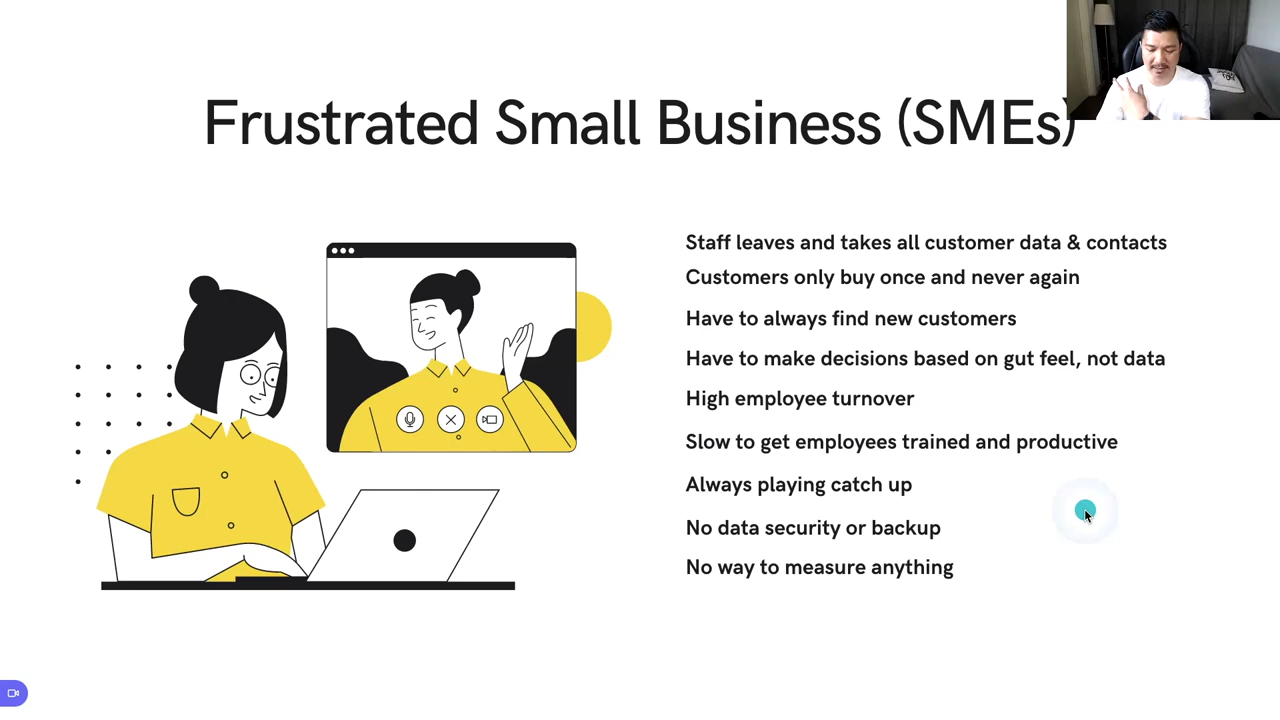 Frustrated Small Business (SMEs)
Staff leaves and takes all customer data & contacts
Customers only buy once and never again
Have to always find new customers
Have to make decisions based on gut feel, not data
High employee turnover
Slow to get employees trained and productive
Always playing catch up
No data security or backup
No way to measure anything